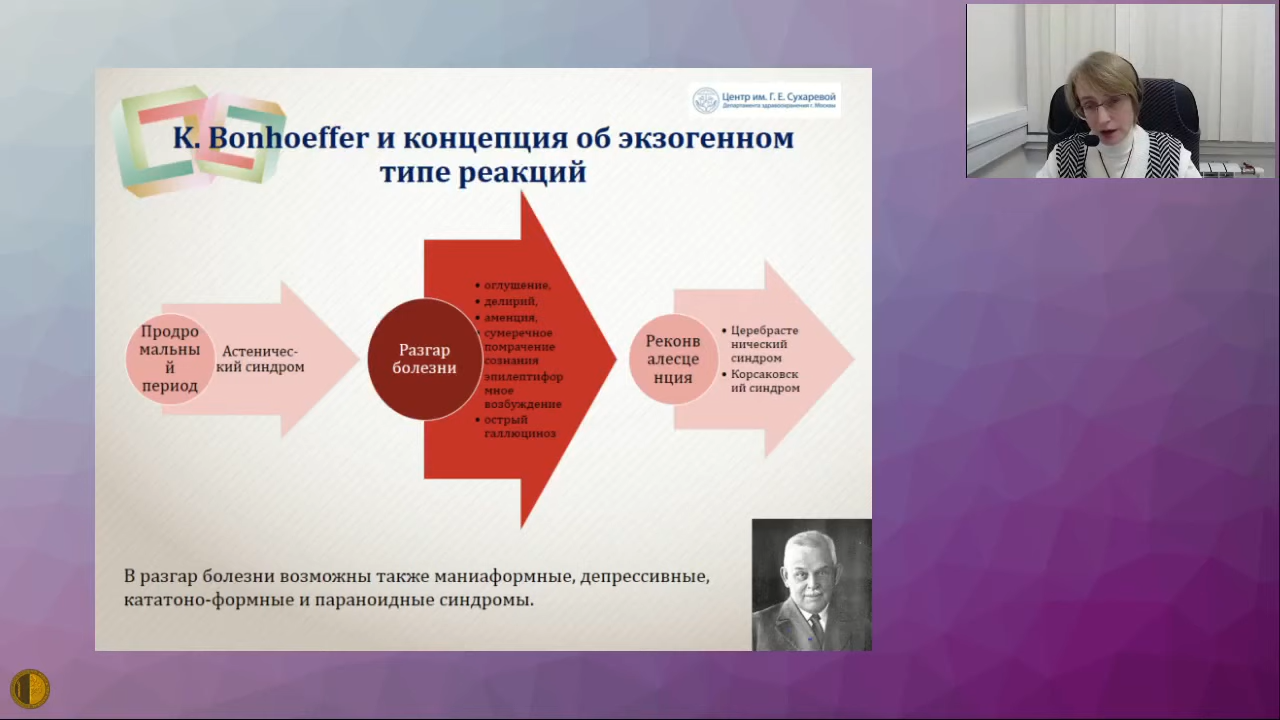 Центр им. Г. Е. Сухаревой
Департамента здравоохранения г. Москвы
K. Bonhoeffer и концепция об экзогенном
типе реакций
Продро
мальны
й
период
Астеничес-
кий синдром
Разгар
болезни
• оглушение,
• делирий,
• аменция,
• сумеречное
помрачение
сознания
эпилептифор
мное
возбуждение
• острый
галлюциноз
Реконв
алесце
нция
• Церебрасте
нический
синдром
• Корсаковск
ий синдром
В разгар болезни возможны также маниаформные, депрессивные,
кататоно-формные и параноидные синдромы.